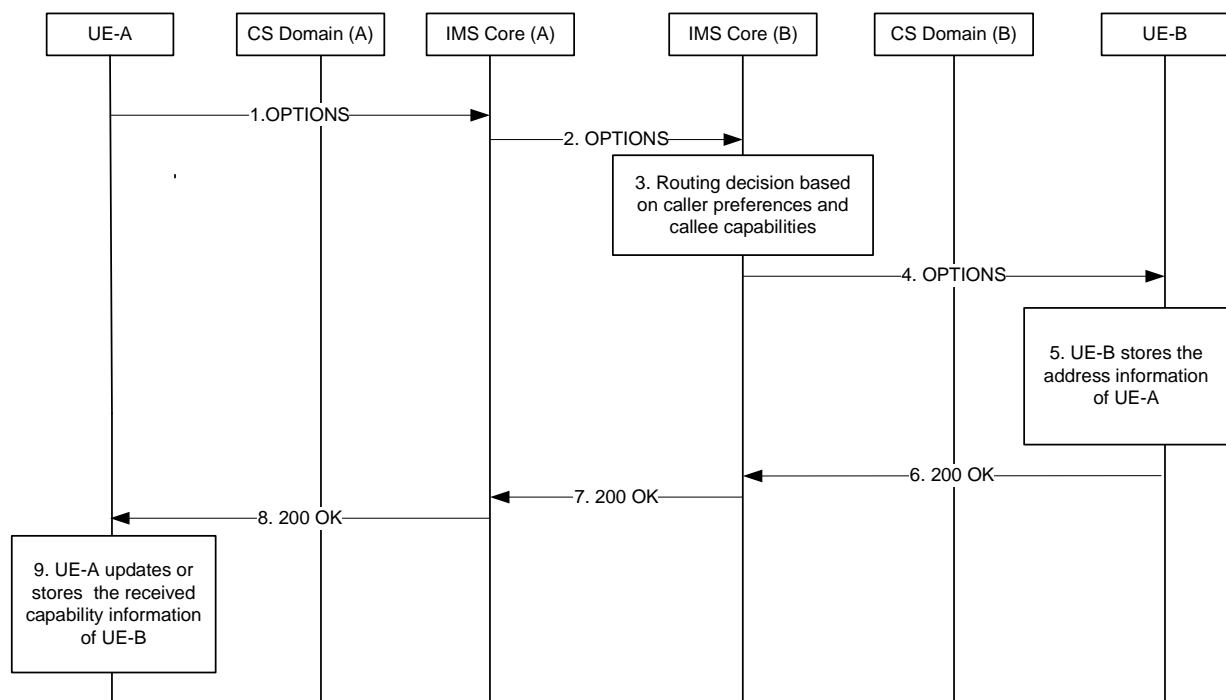 UE-A
CS Domain (A)
IMS Core (A)
IMS Core (B)
CS Domain (B)
UE-B
1.OPTIONS
2. OPTIONS
3. Routing decision based
on caller preferences and
callee capabilities
4. OPTIONS
5. UE-B stores the
address information
of UE-A
6. 200 OK
7. 200 OK
8. 200 OK
9. UE-A updates or
stores the received
capability information
of UE-B